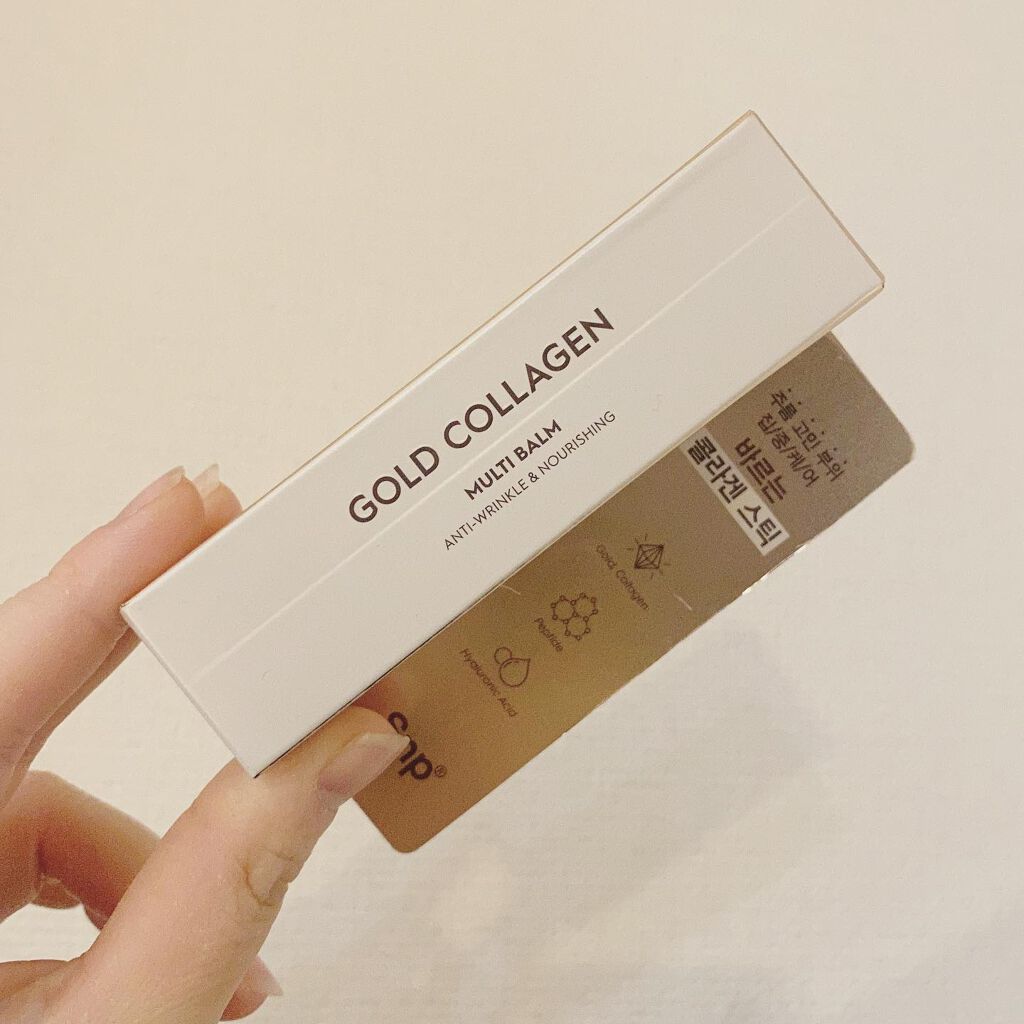 GOLD COLLAGEN
MULTI BALM
ANTI-WRINKLE & NOURISHING
주름 고민 부위
집/중/케/어
바르는
콜라겐 스틱
Gold Collagen
Peptide
Hyaluronic Acid
snp®